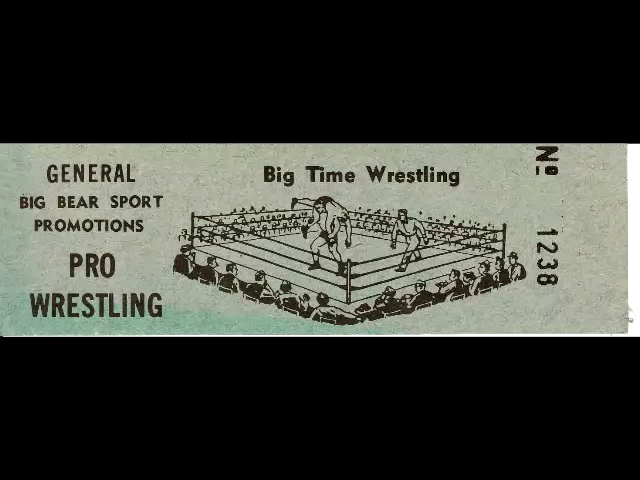 GENERAL
BIG BEAR SPORT
PROMOTIONS
PRO
WRESTLING
Big Time Wrestling
Nº 1238